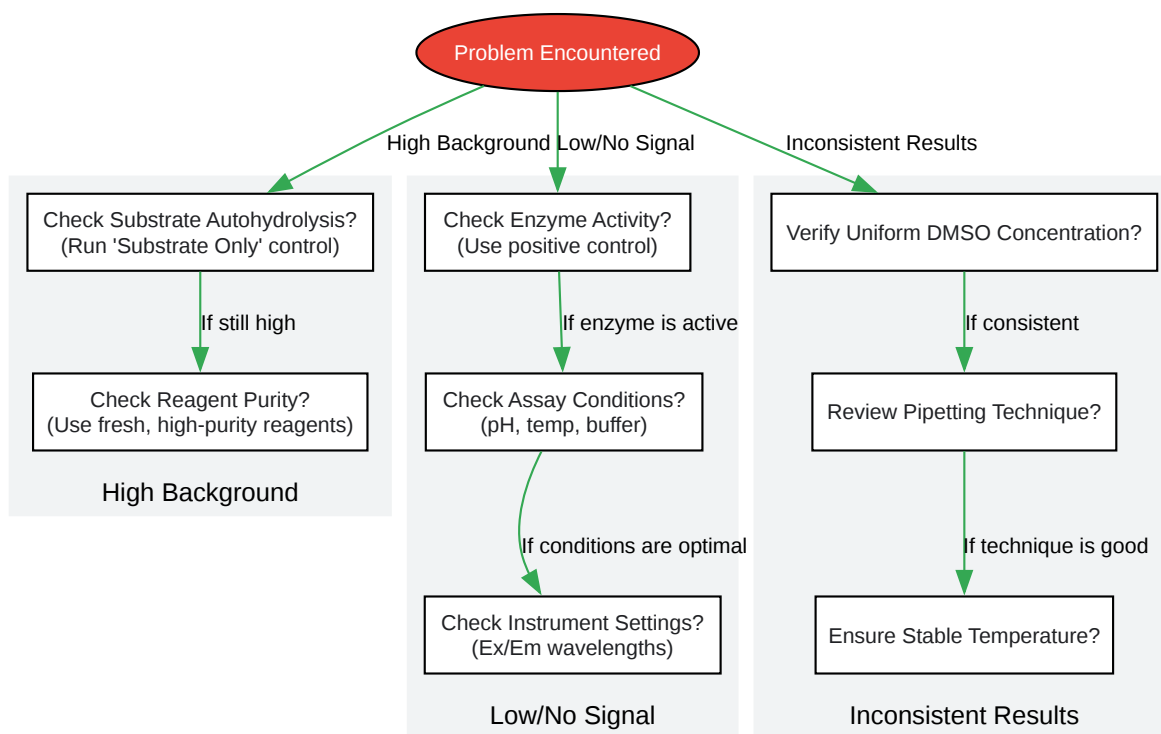 Problem Encountered
High Background
Low/No Signal
Inconsistent Results
Check Substrate Autohydrolysis?
(Run 'Substrate Only' control)
Check Enzyme Activity?
(Use positive control)
Verify Uniform DMSO Concentration?
If still high
If enzyme is active
If consistent
Check Reagent Purity?
(Use fresh, high-purity reagents)
Check Assay Conditions?
(pH, temp, buffer)
Review Pipetting Technique?
High Background
If conditions are optimal
If technique is good
Check Instrument Settings?
(Ex/Em wavelengths)
Ensure Stable Temperature?
Low/No Signal
Inconsistent Results